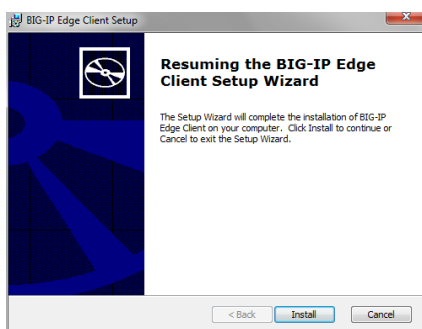 BIG-IP Edge Client Setup
Resuming the BIG-IP Edge
Client Setup Wizard
The Setup Wizard will complete the installation of BIG-IP
Edge Client on your computer. Click Install to continue or
Cancel to exit the Setup Wizard.
< Back Install Cancel